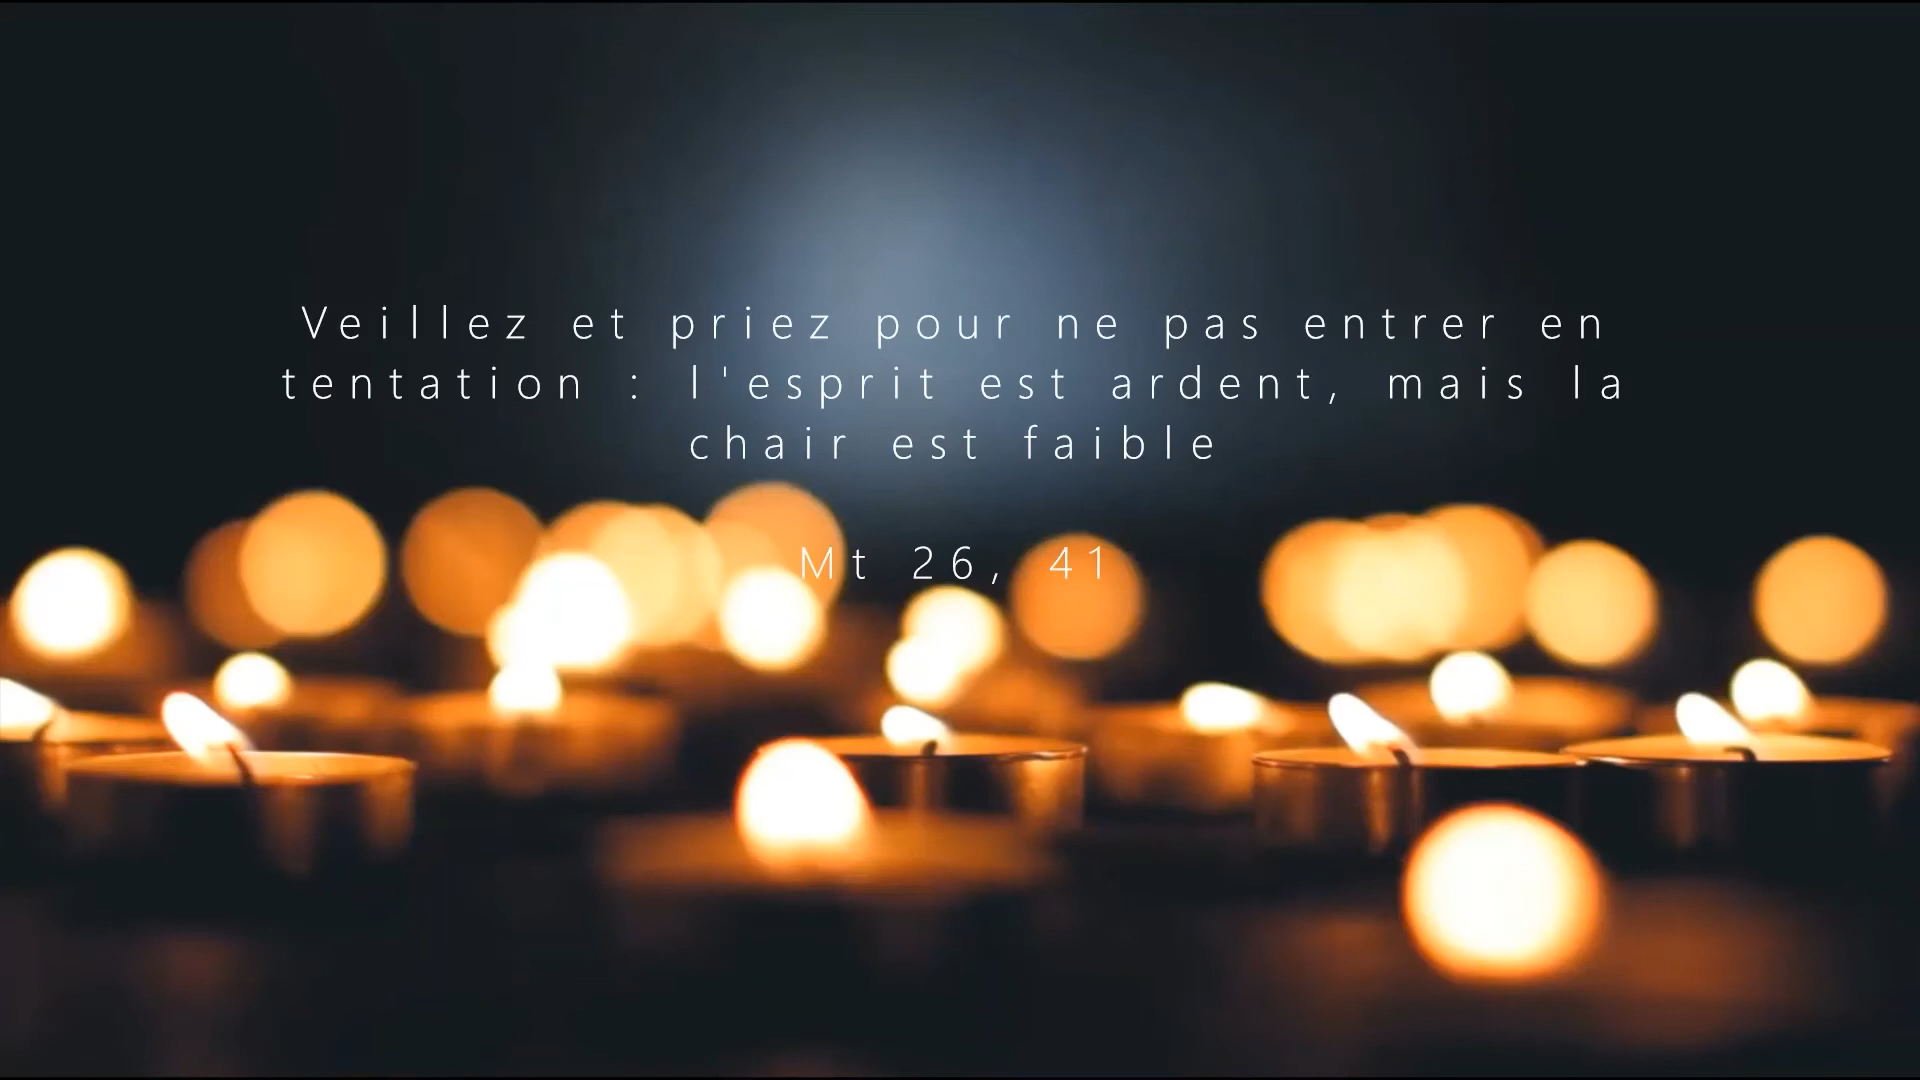 Veillez et priez pour ne pas entrer en
tentation : l'esprit est ardent, mais la
chair est faible
Mt 26, 41